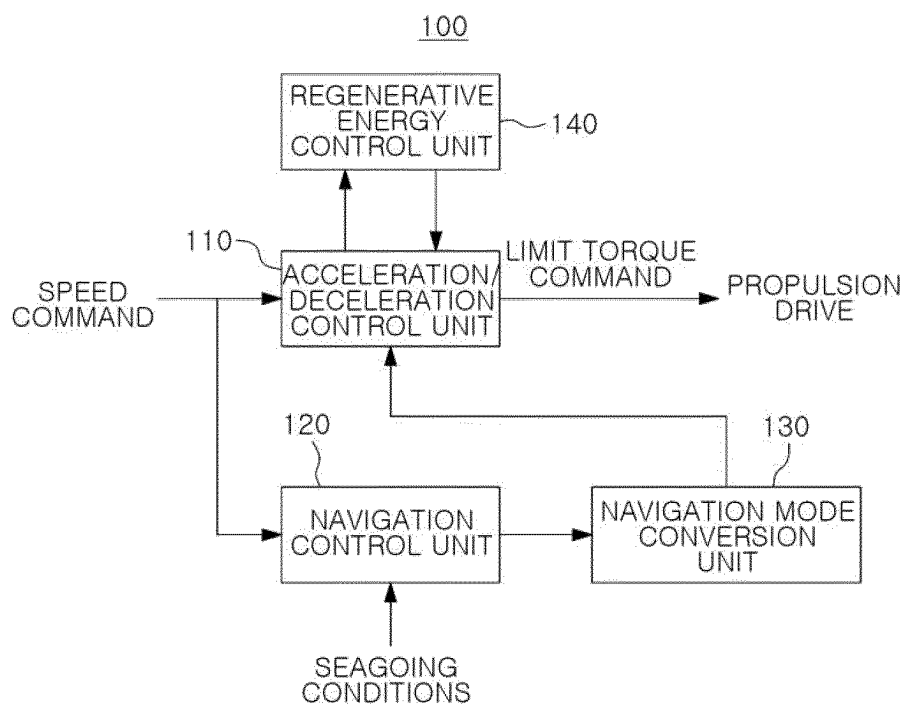 100
REGENERATIVE
ENERGY
CONTROL UNIT
140
110
ACCELERATION/
DECELERATION
CONTROL UNIT
LIMIT TORQUE
COMMAND
SPEED
COMMAND
PROPULSION
DRIVE
120
NAVIGATION
CONTROL UNIT
130
NAVIGATION MODE
CONVERSION
UNIT
SEAGOING
CONDITIONS